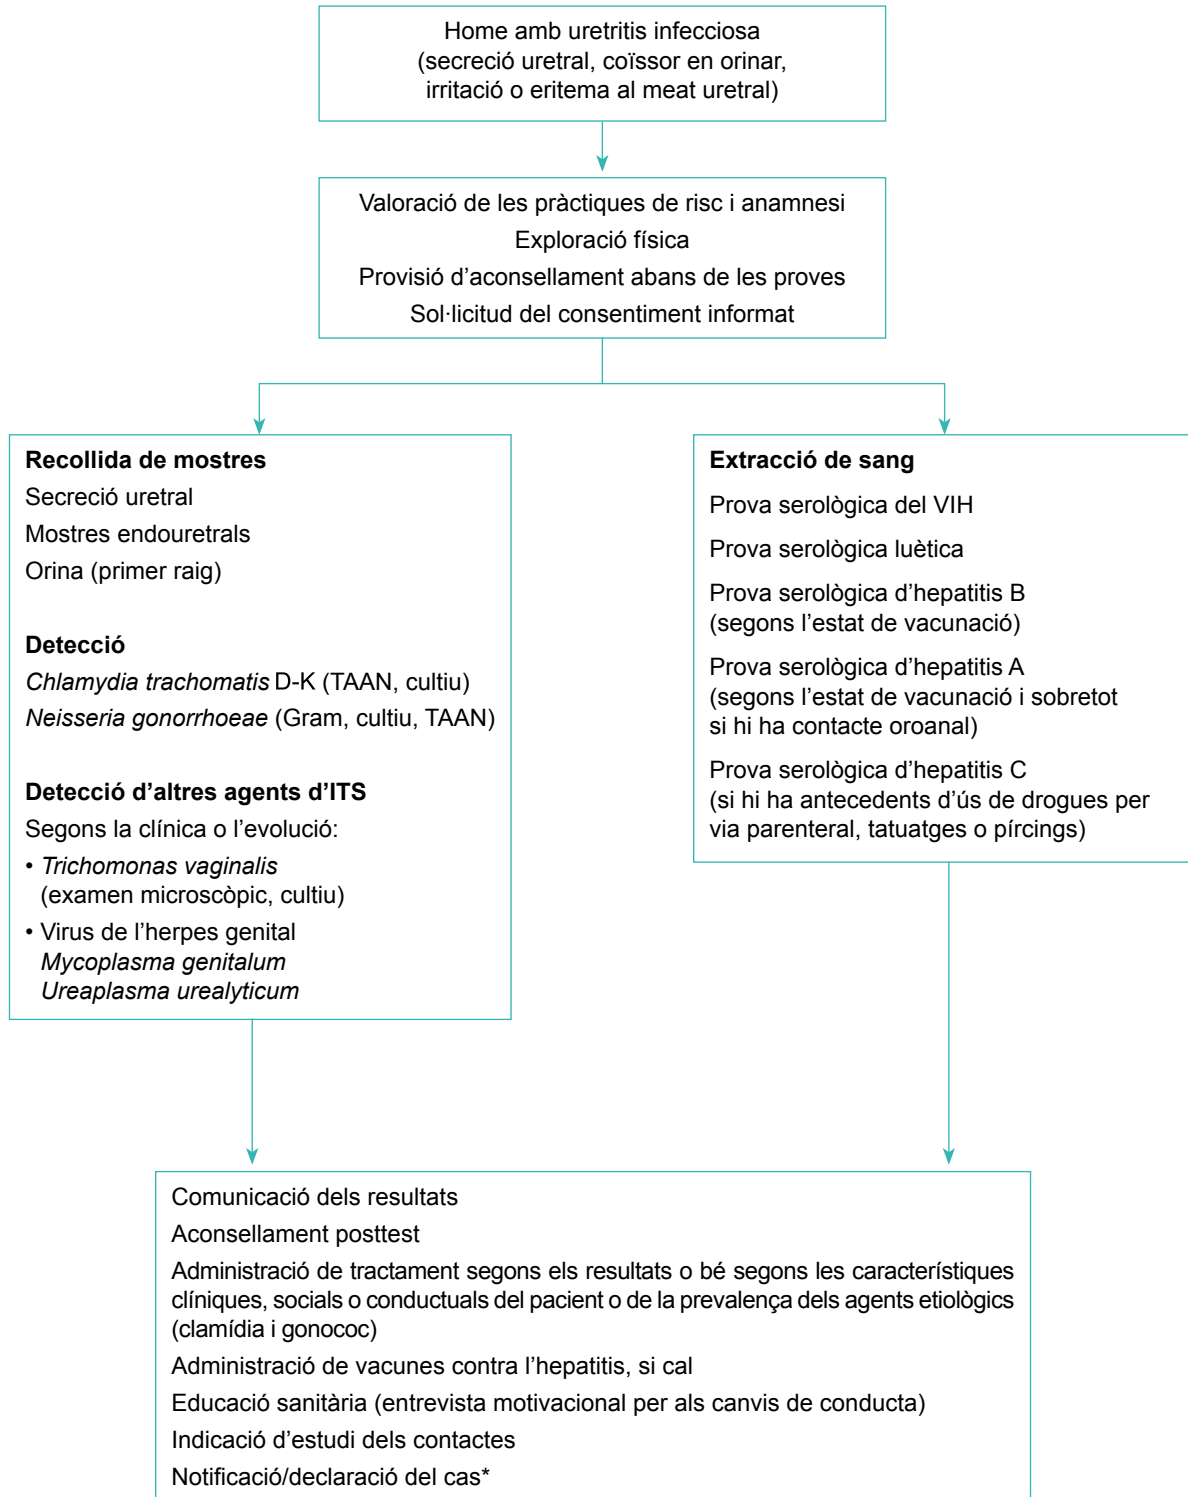 Home amb uretritis infecciosa
(secreció uretral, coïssor en orinar,
irritació o eritema al meat uretral)
Valoració de les pràctiques de risc i anamnesi
Exploració física
Provisió d’aconsellament abans de les proves
Sol·licitud del consentiment informat
Recollida de mostres
Secreció uretral
Mostres endouretrals
Orina (primer raig)
Detecció
Chlamydia trachomatis D-K (TAAN, cultiu)
Neisseria gonorrhoeae (Gram, cultiu, TAAN)
Detecció d’altres agents d’ITS
Segons la clínica o l’evolució:
• Trichomonas vaginalis
(examen microscòpic, cultiu)
• Virus de l’herpes genital
Mycoplasma genitalum
Ureaplasma urealyticum
Extracció de sang
Prova serològica del VIH
Prova serològica luètica
Prova serològica d’hepatitis B
(segons l’estat de vacunació)
Prova serològica d’hepatitis A
(segons l’estat de vacunació i sobretot
si hi ha contacte oroanal)
Prova serològica d’hepatitis C
(si hi ha antecedents d’ús de drogues per
via parenteral, tatuatges o pírcings)
Comunicació dels resultats
Aconsellament posttest
Administració de tractament segons els resultats o bé segons les característiques
clíniques, socials o conductuals del pacient o de la prevalença dels agents etiològics
(clamídia i gonococ)
Administració de vacunes contra l’hepatitis, si cal
Educació sanitària (entrevista motivacional per als canvis de conducta)
Indicació d’estudi dels contactes
Notificació/declaració del cas*